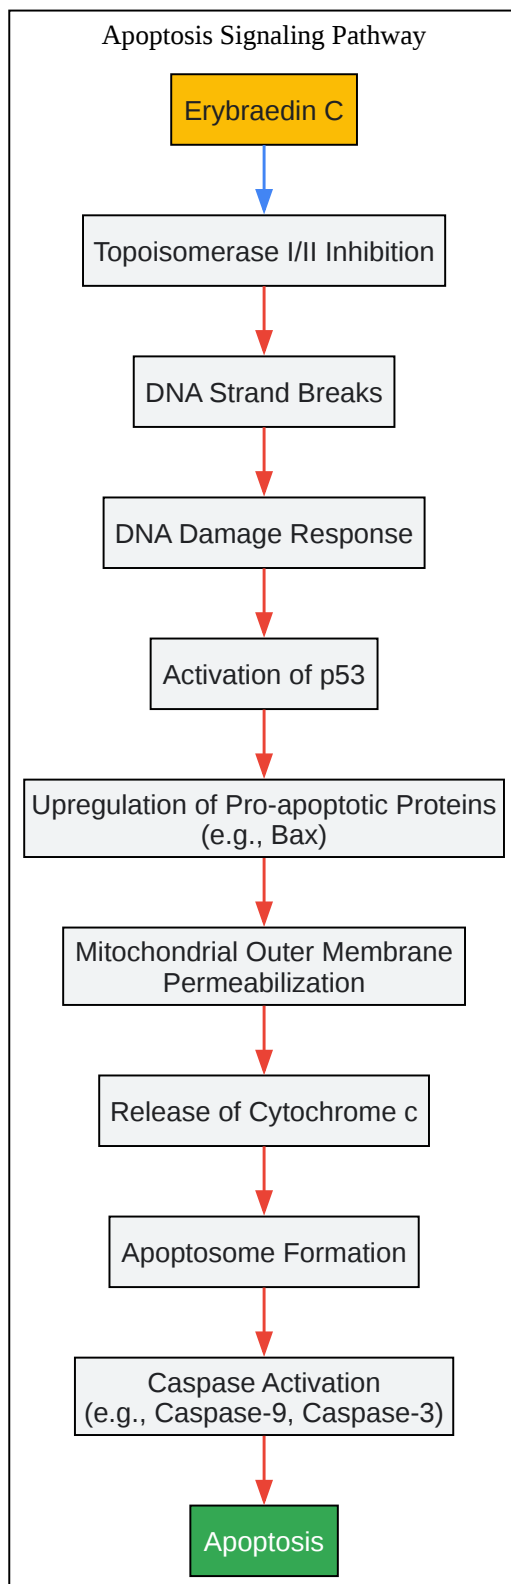 Apoptosis Signaling Pathway
Erybraedin C
Topoisomerase I/II Inhibition
DNA Strand Breaks
DNA Damage Response
Activation of p53
Upregulation of Pro-apoptotic Proteins
(e.g., Bax)
Mitochondrial Outer Membrane
Permeabilization
Release of Cytochrome c
Apoptosome Formation
Caspase Activation
(e.g., Caspase-9, Caspase-3)
Apoptosis